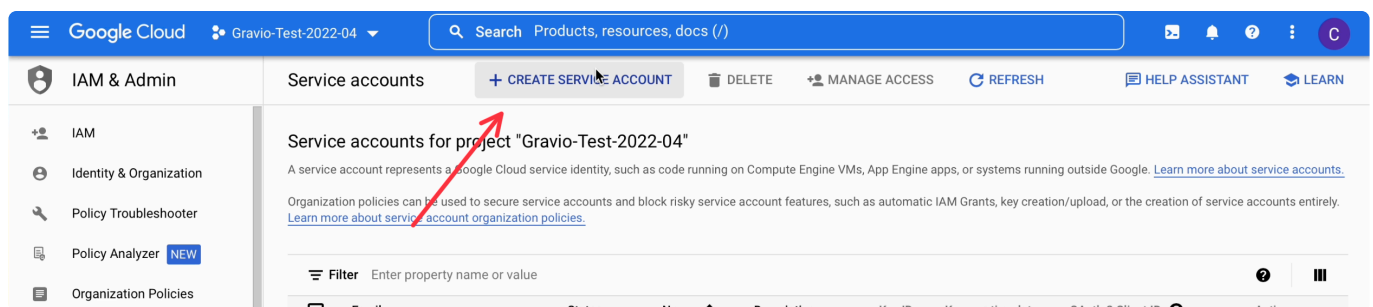 Google Cloud Gravio-Test-2022-04 Search Products, resources, docs (/) C
IAM & Admin
Service accounts + CREATE SERVICE ACCOUNT DELETE MANAGE ACCESS REFRESH HELP ASSISTANT LEARN
IAM
Identity & Organization
Policy Troubleshooter
Policy Analyzer NEW
Organization Policies
Service accounts for project "Gravio-Test-2022-04"
A service account represents a Google Cloud service identity, such as code running on Compute Engine VMs, App Engine apps, or systems running outside Google. Learn more about service accounts.
Organization policies can be used to secure service accounts and block risky service account features, such as automatic IAM Grants, key creation/upload, or the creation of service accounts entirely.
Learn more about service account organization policies.
Filter Enter property name or value